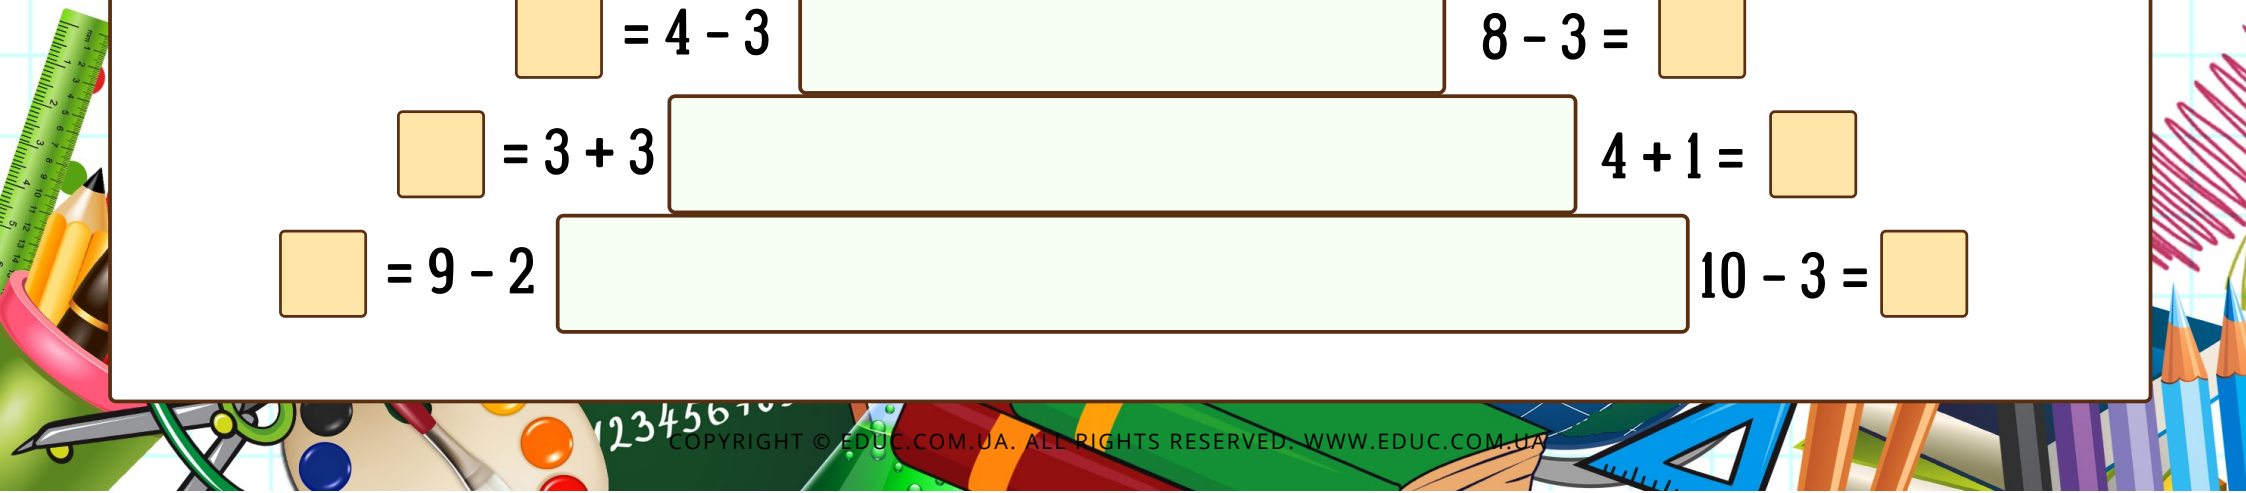 = 4 - 3 8 - 3 =
= 3 + 3 4 + 1 =
= 9 - 2 10 - 3 =
123456
COPYRIGHT © EDUC.COM.UA. ALL RIGHTS RESERVED. WWW.EDUC.COM.UA